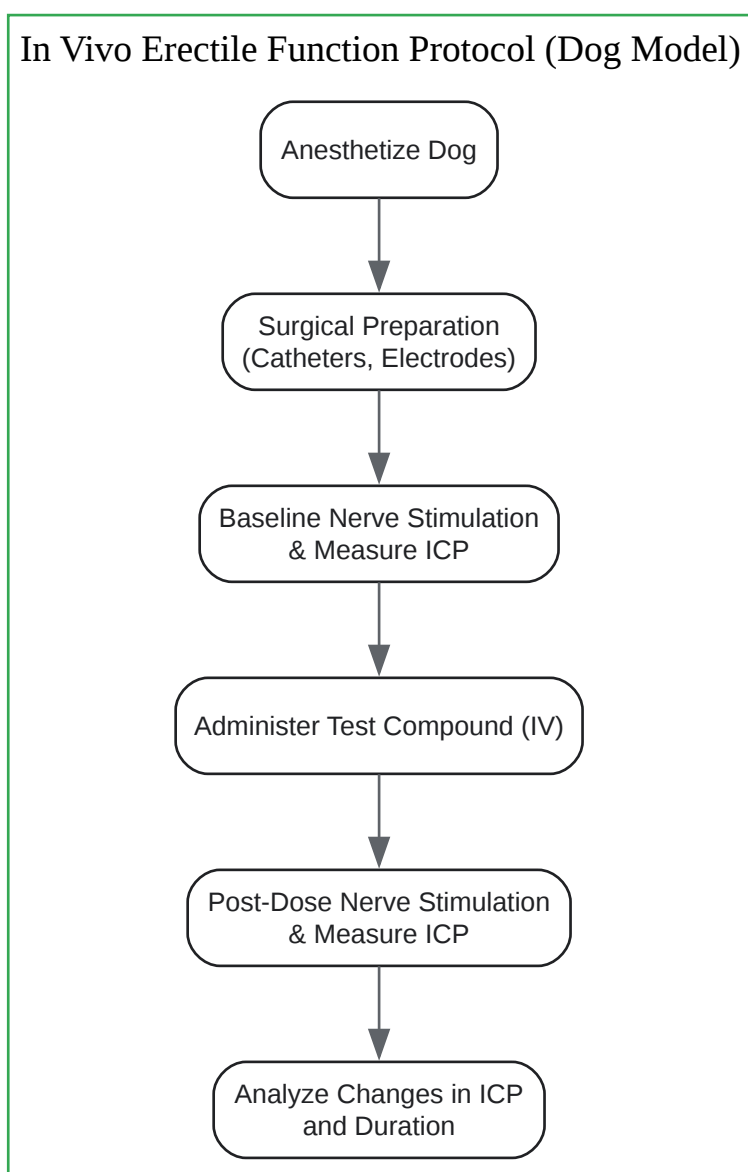 In Vivo Erectile Function Protocol (Dog Model)
Anesthetize Dog
Surgical Preparation
(Catheters, Electrodes)
Baseline Nerve Stimulation
& Measure ICP
Administer Test Compound (IV)
Post-Dose Nerve Stimulation
& Measure ICP
Analyze Changes in ICP
and Duration